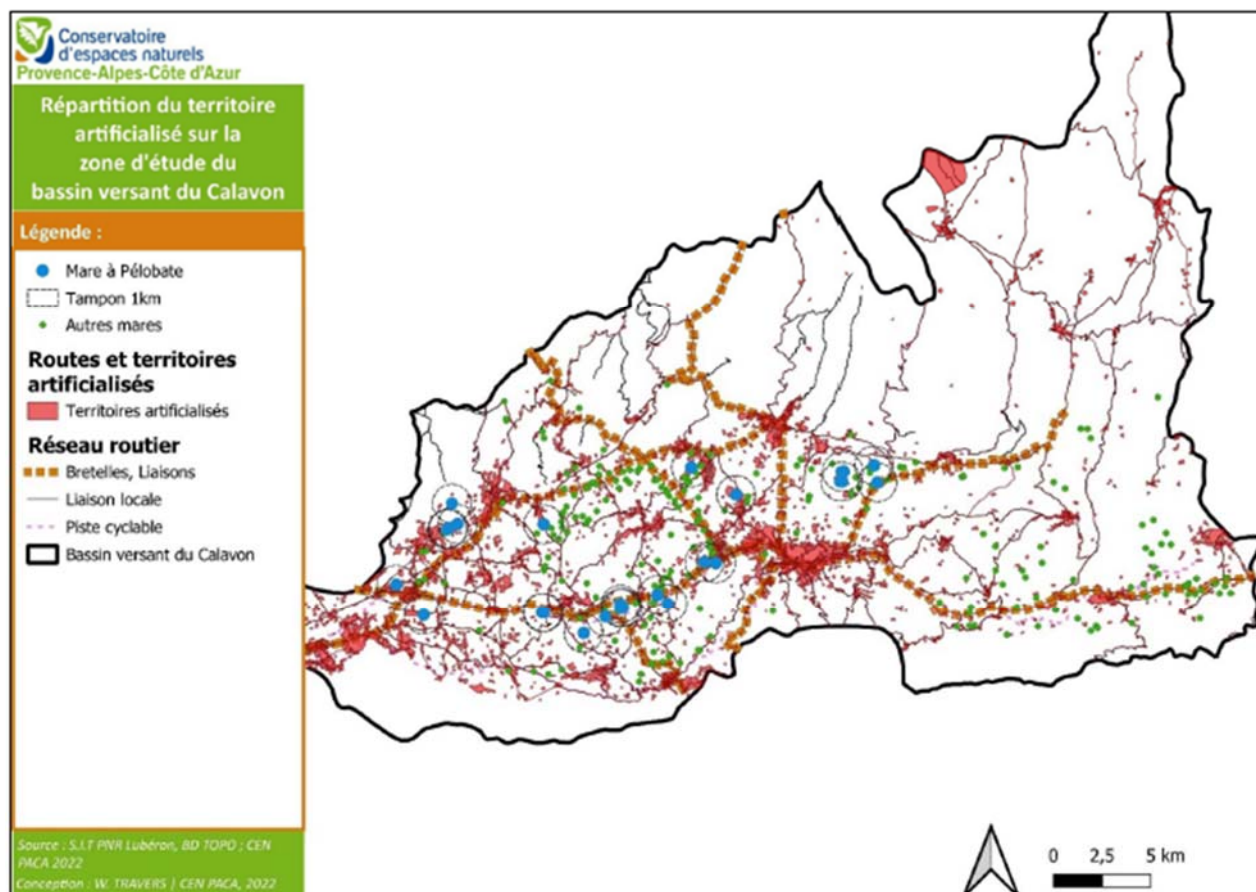 Conservatoire
d'espaces naturels
Provence-Alpes-Côte d'Azur
Répartition du territoire
artificialisé sur la
zone d'étude du
bassin versant du Calavon
Légende :
Mare à Pélobate
Tampon 1km
Autres mares
Routes et territoires
artificialisés
Territoires artificialisés
Réseau routier
Bretelles, Liaisons
Liaison locale
Piste cyclable
Bassin versant du Calavon
Source : S.I.T PNR Lubéron, BD TOPO ; CEN
PACA 2022
Conception : W. TRAVERS | CEN PACA, 2022
0 2,5 5 km